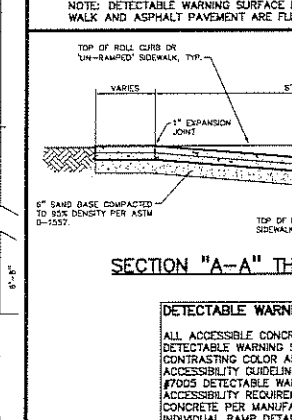 NOTE: DETECTABLE WARNING SURFACE
WALK AND ASPHALT PAVEMENT ARE
TOP OF ROLL CURB OR
'UN-RAMPED' SIDEWALK, TYP.
VARIES
1" EXPANSION
JOINT
6" SAND BASE COMPACTED
TO 95% DENSITY PER ASTM
D-1557.
TOP OF
SIDEWALK
6'-6"
SECTION "A-A" TH
DETECTABLE WARN
ALL ACCESSIBLE CONCR
DETECTABLE WARNING
CONTRASTING COLOR A
ACCESSIBILITY GUIDELIN
#7005 DETECTABLE WA
ACCESSIBILITY REQUIRE
CONCRETE PER MANUFA
INDIVIDUAL RAMP DETA